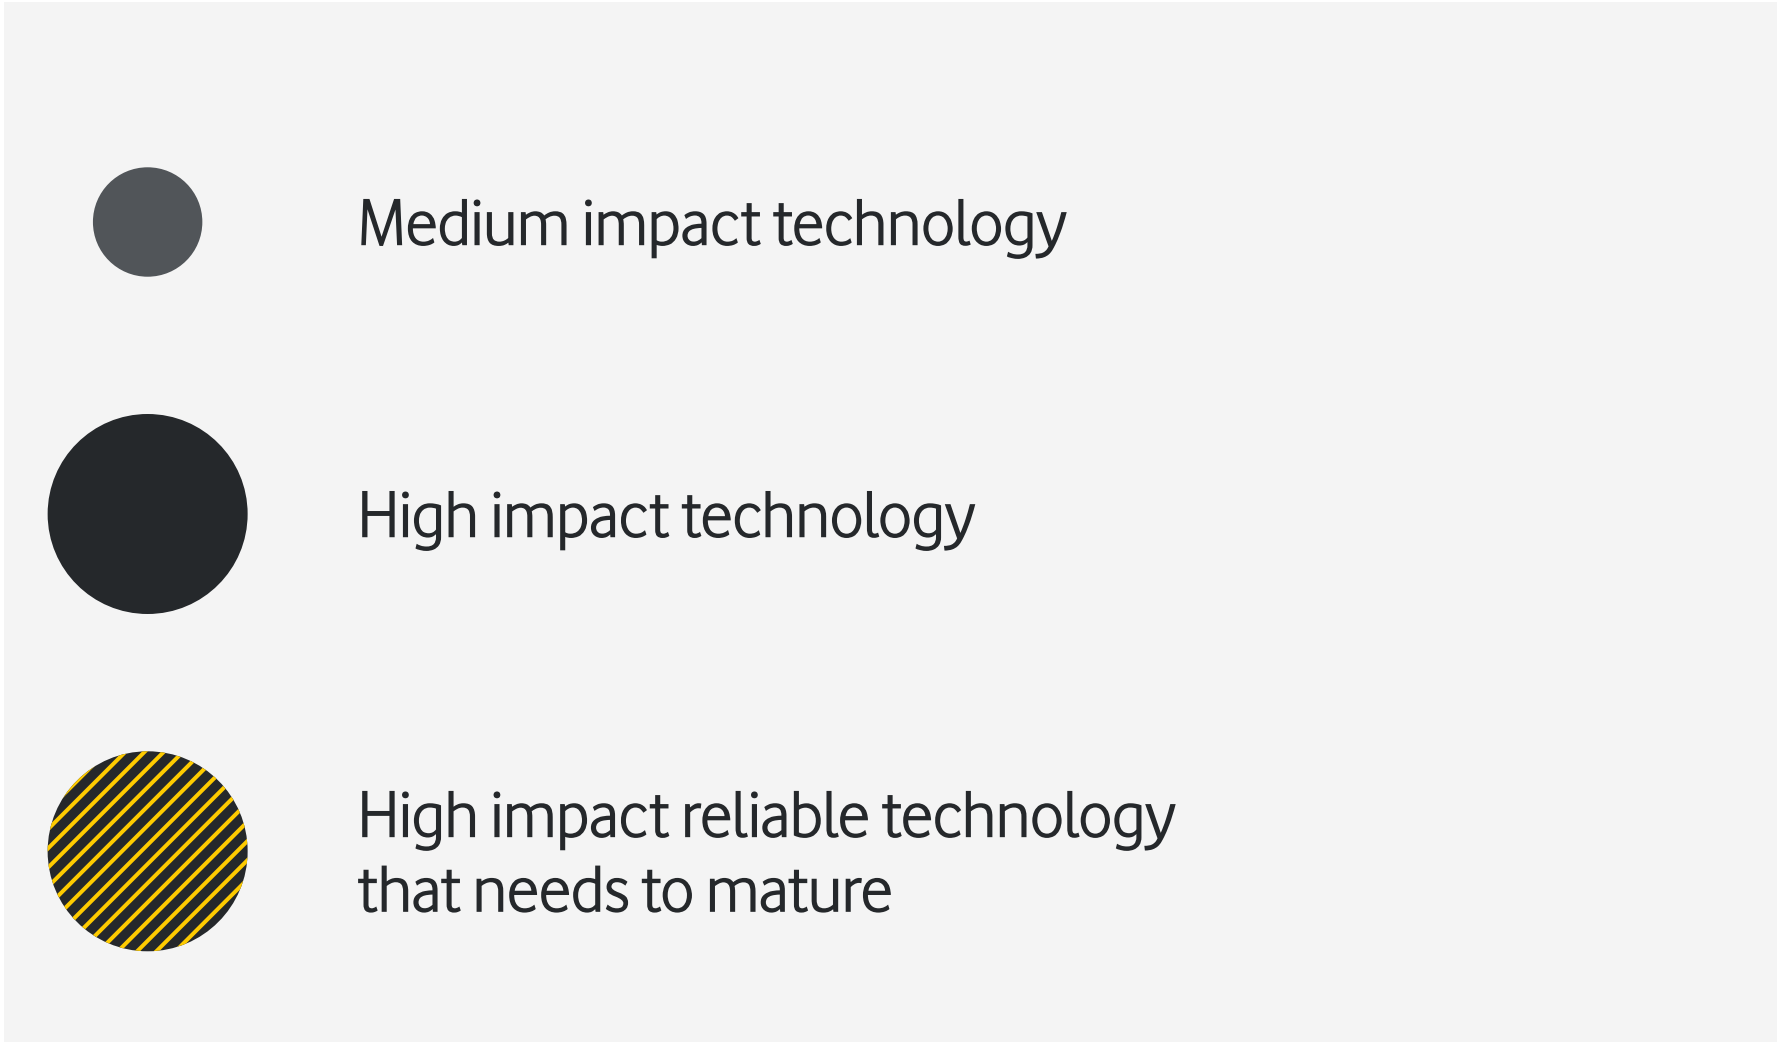 Medium impact technology
High impact technology
High impact reliable technology
that needs to mature